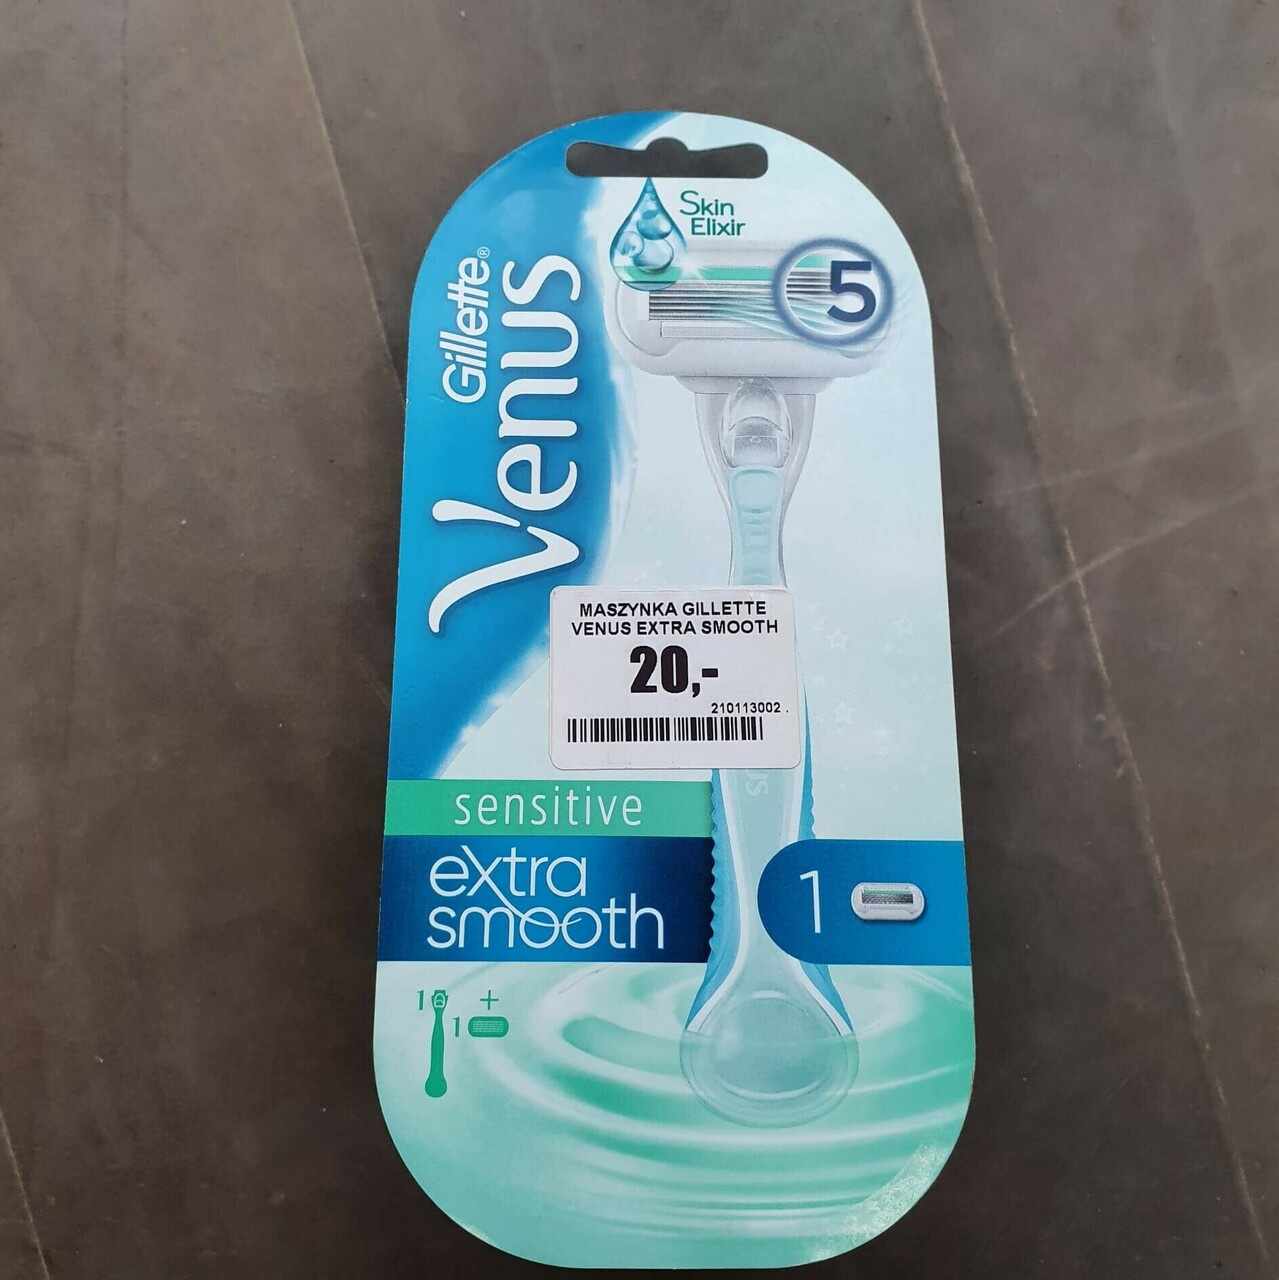 Skin
Elixir
5
Gillette®
Venus
MASZYNKA GILLETTE
VENUS EXTRA SMOOTH
20,-
210113002 .
sensitive
extra
smooth
1
1 +
1